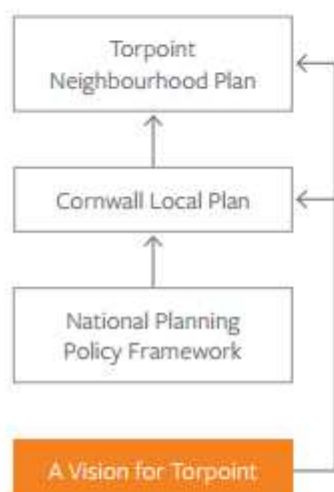 Torpoint
Neighbourhood Plan
Cornwall Local Plan
National Planning
Policy Framework
A Vision for Torpoint